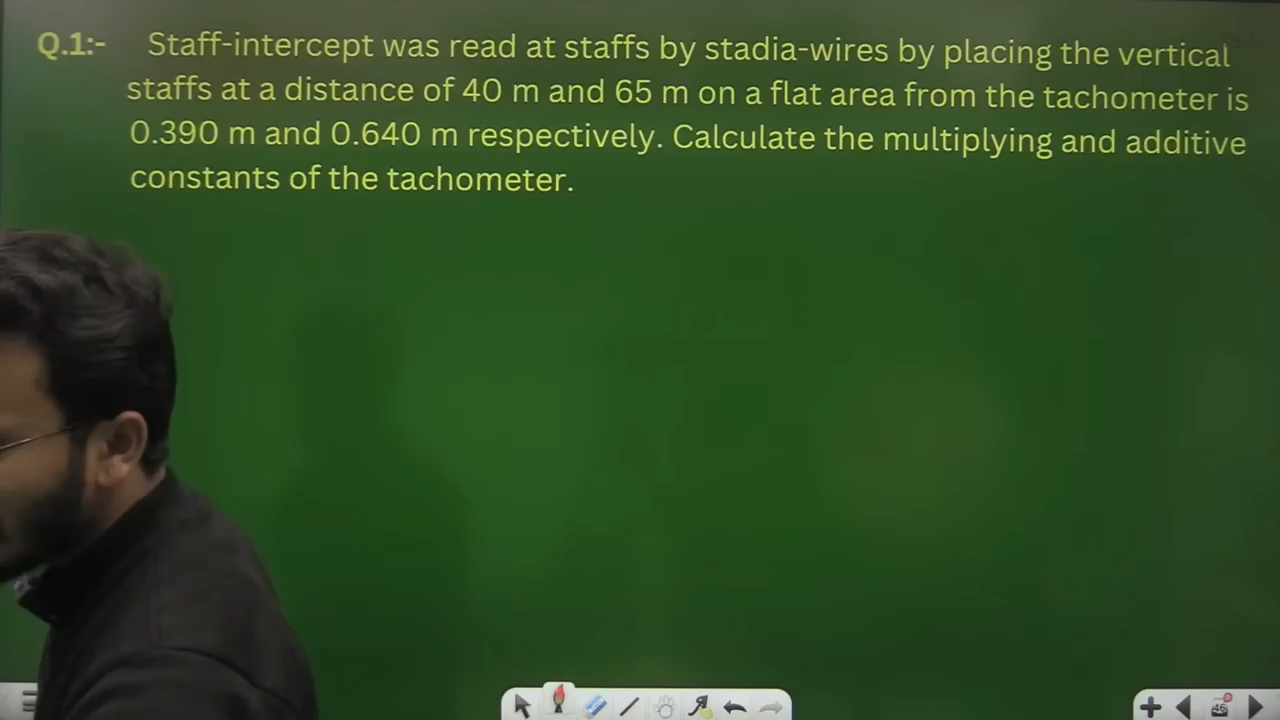 Q.1:- Staff-intercept was read at staffs by stadia-wires by placing the vertical
staffs at a distance of 40 m and 65 m on a flat area from the tachometer is
0.390 m and 0.640 m respectively. Calculate the multiplying and additive
constants of the tachometer.
46